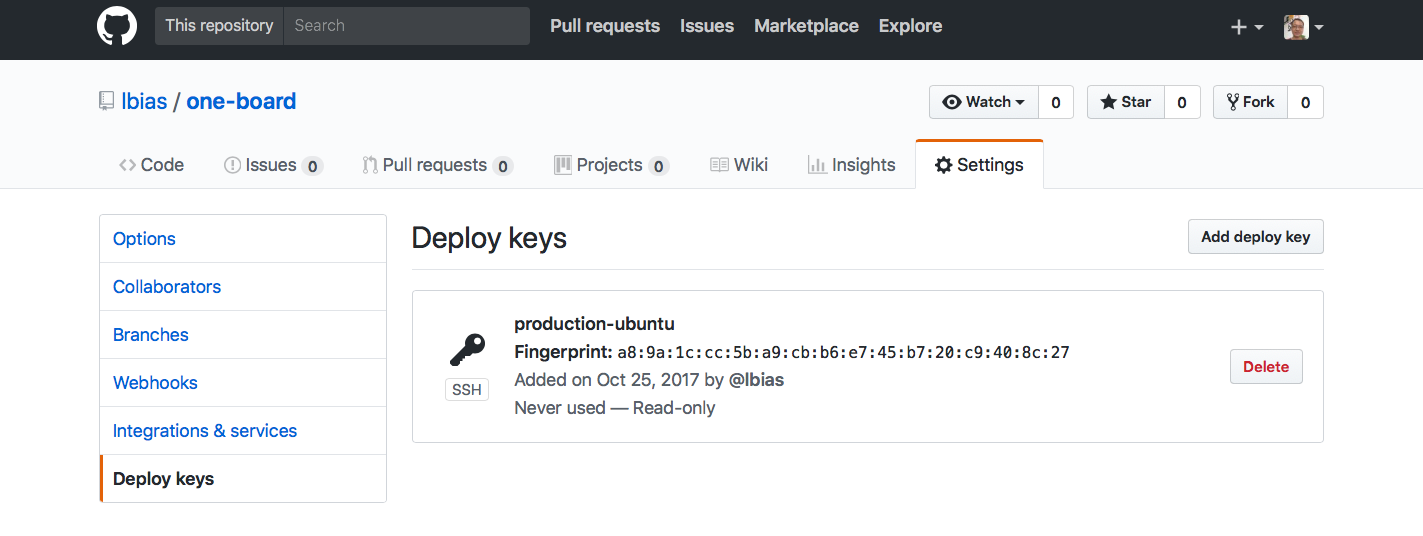 This repository Search Pull requests Issues Marketplace Explore
lbias / one-board Watch 0 Star 0 Fork 0
Code Issues 0 Pull requests 0 Projects 0 Wiki Insights Settings
Options
Collaborators
Branches
Webhooks
Integrations & services
Deploy keys
Deploy keys Add deploy key
production-ubuntu
Fingerprint: a8:9a:1c:cc:5b:a9:cb:b6:e7:45:b7:20:c9:40:8c:27
Added on Oct 25, 2017 by @lbias
Never used — Read-only
SSH
Delete